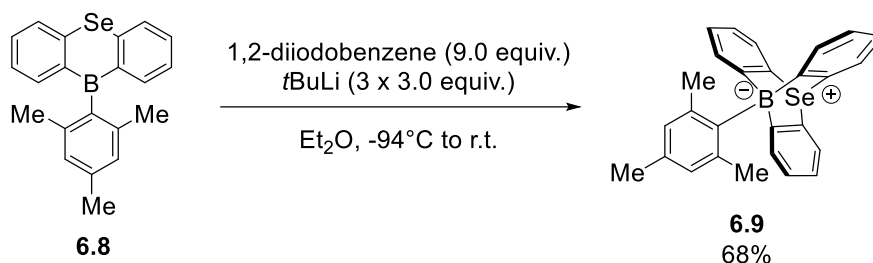 Se
B
Me
Me
Me
6.8
1,2-diiodobenzene (9.0 equiv.)
tBuLi (3 x 3.0 equiv.)
Et₂O, -94°C to r.t.
Me
B
−
Se
+
Me
Me
6.9
68%